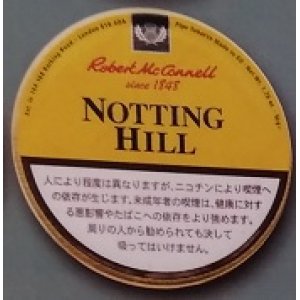 Robert McConnell
since 1848
NOTTING
HILL
人により程度は異なりますが、ニコチンにより喫煙へ
の依存が生じます。未成年者の喫煙は、健康に対す
る悪影響やたばこへの依存をより強めます。
周りの人から勧められても決して
吸ってはいけません。